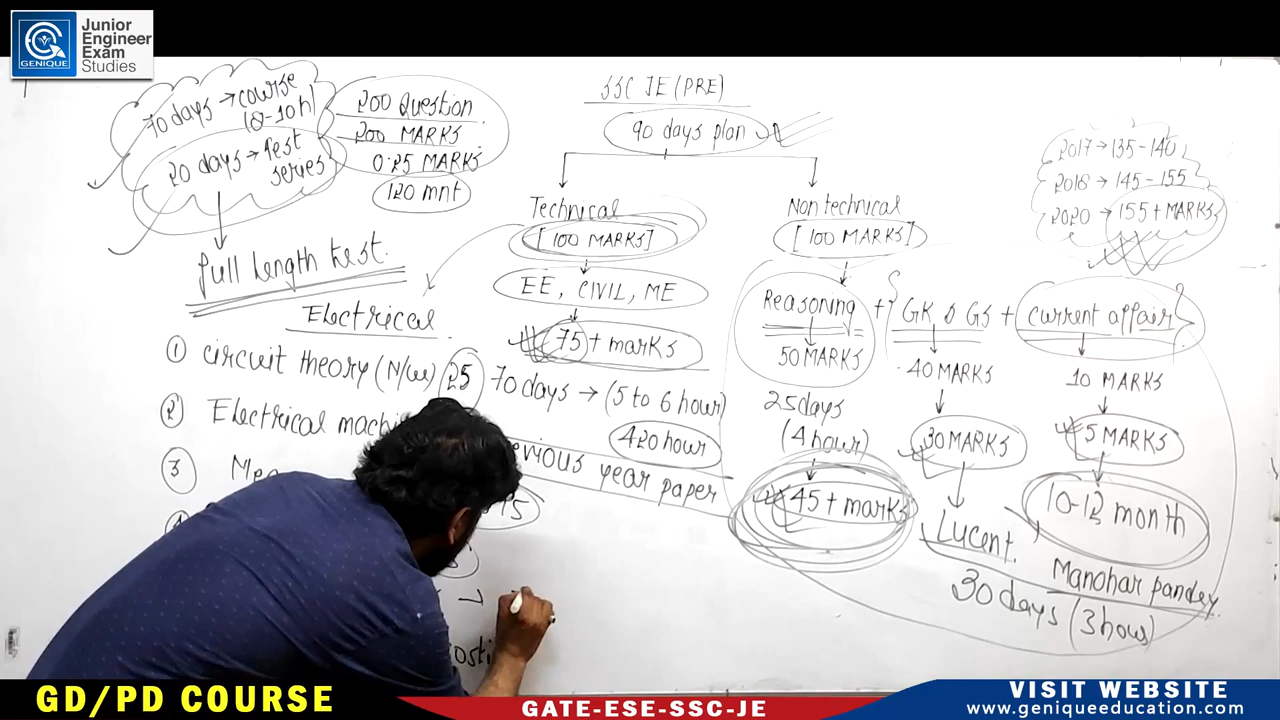 GENIQUE
Junior
Engineer
Exam
Studies
70 days → course
(8-10h)
20 days → Test
series
full length test.
200 Question
200 MARKS
0.25 MARKS
120 mnt
SSC JE (PRE)
90 days plan
Technical
[100 MARKS]
EE, CIVIL, ME
75 + marks
70 days → (5 to 6 hour)
420 hour
year paper
Electrical
1 circuit theory (N/w) 25
2 Electrical
3
Non technical
[100 MARKS]
Reasoning + { GK & GS + current affair }
50 MARKS
40 MARKS
10 MARKS
25 days
(4 hour)
45 + marks
30 MARKS
5 MARKS
Lucent.
10-12 month
Manohar pandey
30 days (3 hour)
2017 → 135-140
2018 → 145-155
2020 → 155 + MARKS
GD/PD COURSE
GATE-ESE-SSC-JE
VISIT WEBSITE
www.geniqueeducation.com